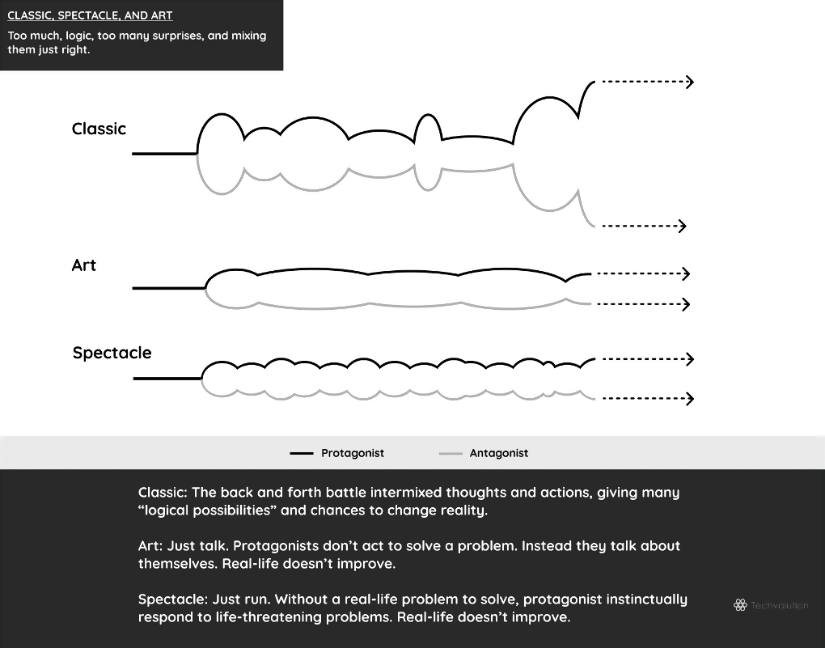 CLASSIC, SPECTACLE, AND ART
Too much, logic, too many surprises, and mixing
them just right.
Classic
Art
Spectacle
Protagonist
Antagonist
Classic: The back and forth battle intermixed thoughts and actions, giving many
“logical possibilities” and chances to change reality.
Art: Just talk. Protagonists don’t act to solve a problem. Instead they talk about
themselves. Real-life doesn’t improve.
Spectacle: Just run. Without a real-life problem to solve, protagonist instinctually
respond to life-threatening problems. Real-life doesn’t improve.
Techvolution